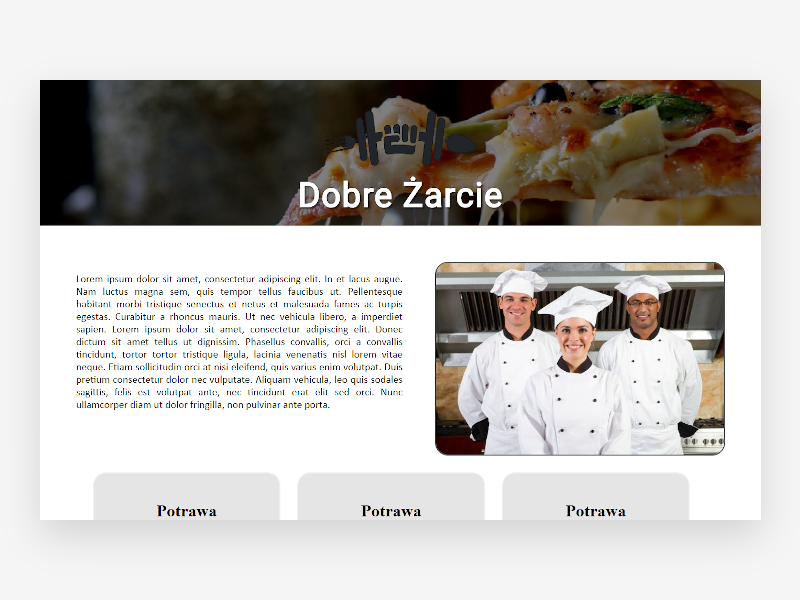 Dobre Żarcie
Lorem ipsum dolor sit amet, consectetur adipiscing elit. In et lacus augue.
Nam luctus magna sem, quis tempor tellus faucibus ut. Pellentesque
habitant morbi tristique senectus et netus et malesuada fames ac turpis
egestas. Curabitur a rhoncus mauris. Ut nec vehicula libero, a imperdiet
sapien. Lorem ipsum dolor sit amet, consectetur adipiscing elit. Donec
dictum sit amet tellus ut dignissim. Phasellus convallis, orci a convallis
tincidunt, tortor tortor tristique ligula, lacinia venenatis nisl lorem vitae
neque. Etiam sollicitudin orci at nisi eleifend, quis varius enim volutpat. Duis
pretium consectetur dolor nec vulputate. Aliquam vehicula, leo quis sodales
sagittis, felis est volutpat ante, nec tincidunt erat elit sed orci. Nunc
ullamcorper diam ut dolor fringilla, non pulvinar ante porta.
Potrawa
Potrawa
Potrawa